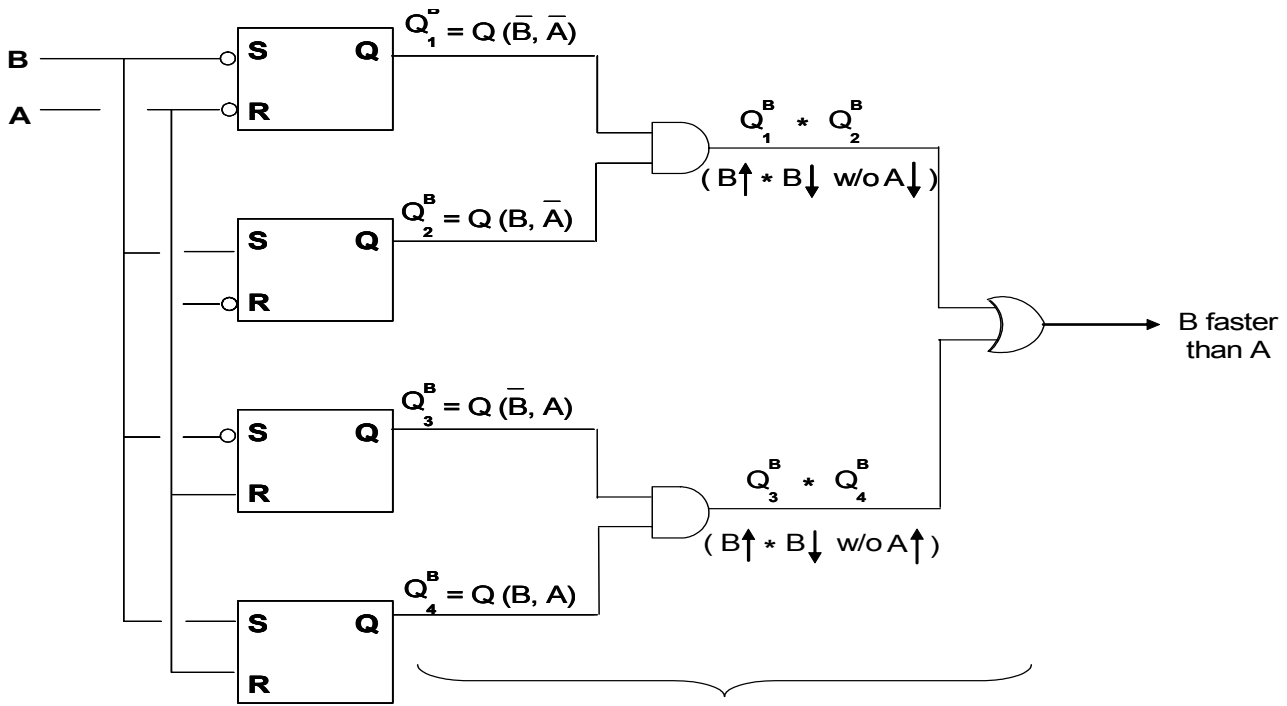 B
A
S Q
R
Q₁ᴮ = Q (B̅, A̅)
S Q
R
Q₂ᴮ = Q (B, A̅)
Q₁ᴮ * Q₂ᴮ
( B↑ * B↓ w/o A↓ )
S Q
R
Q₃ᴮ = Q (B̅, A)
S Q
R
Q₄ᴮ = Q (B, A)
Q₃ᴮ * Q₄ᴮ
( B↑ * B↓ w/o A↑ )
B faster
than A